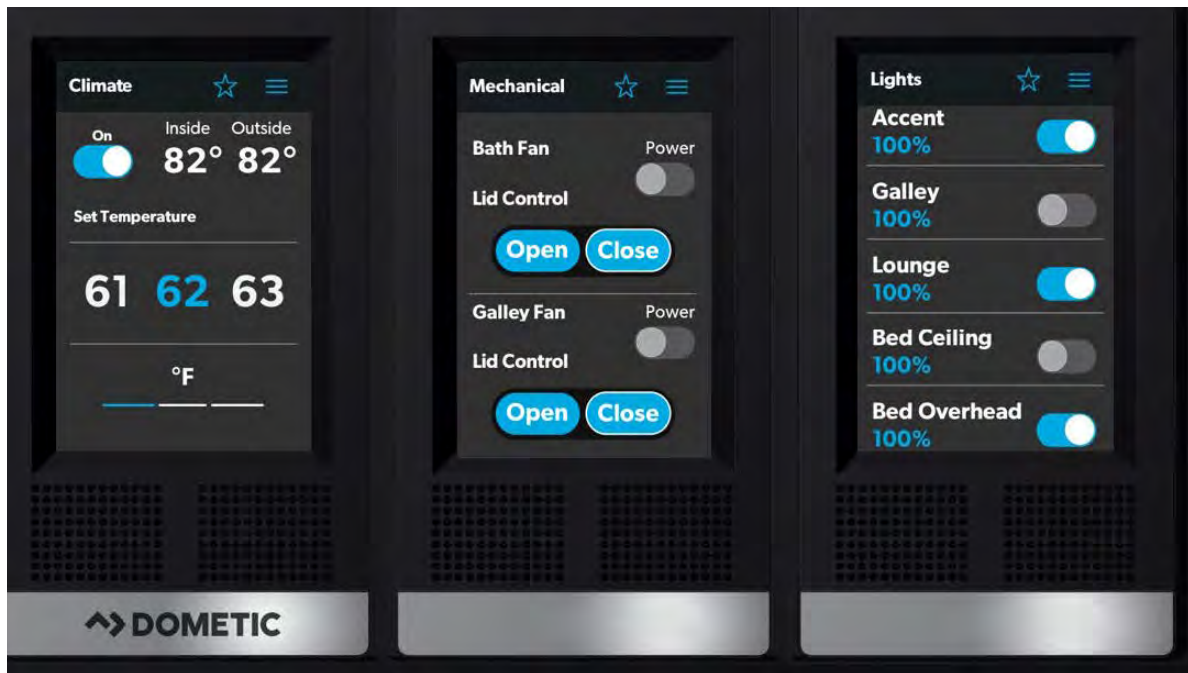 Climate
On
Inside Outside
82° 82°
Set Temperature
61 62 63
°F
DOMETIC
Mechanical
Bath Fan Power
Lid Control
Open Close
Galley Fan Power
Lid Control
Open Close
Lights
Accent
100%
Galley
100%
Lounge
100%
Bed Ceiling
100%
Bed Overhead
100%